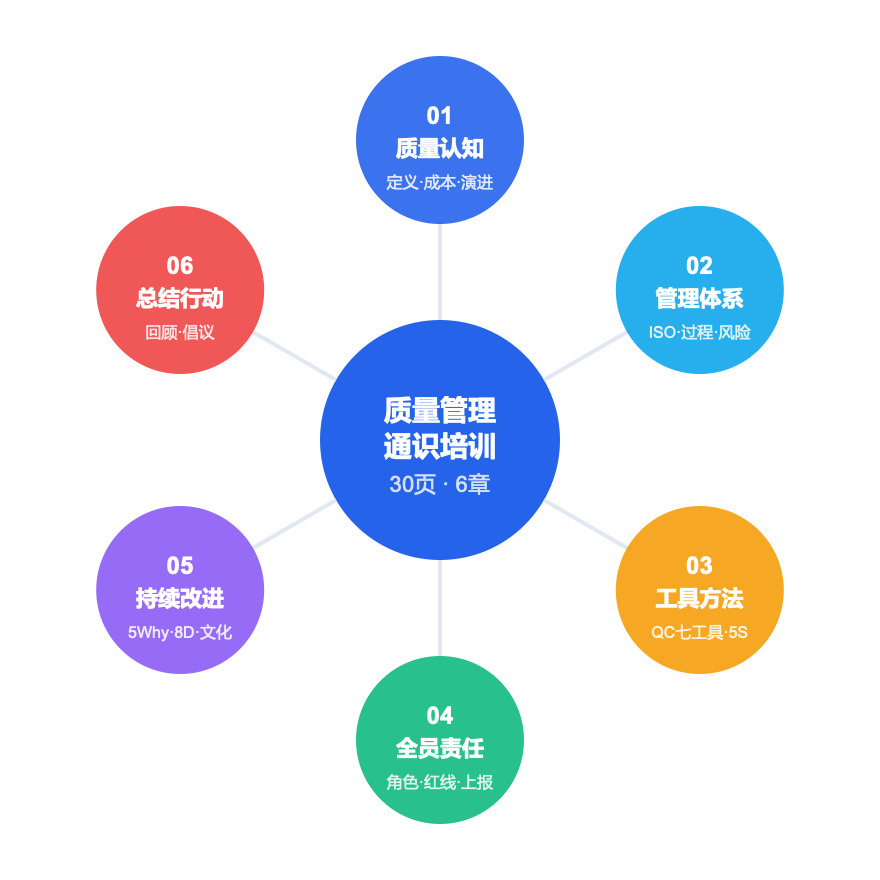 质量管理
通识培训
30页 · 6章
01
质量认知
定义·成本·演进
02
管理体系
ISO·过程·风险
03
工具方法
QC七工具·5S
04
全员责任
角色·红线·上报
05
持续改进
5Why·8D·文化
06
总结行动
回顾·倡议